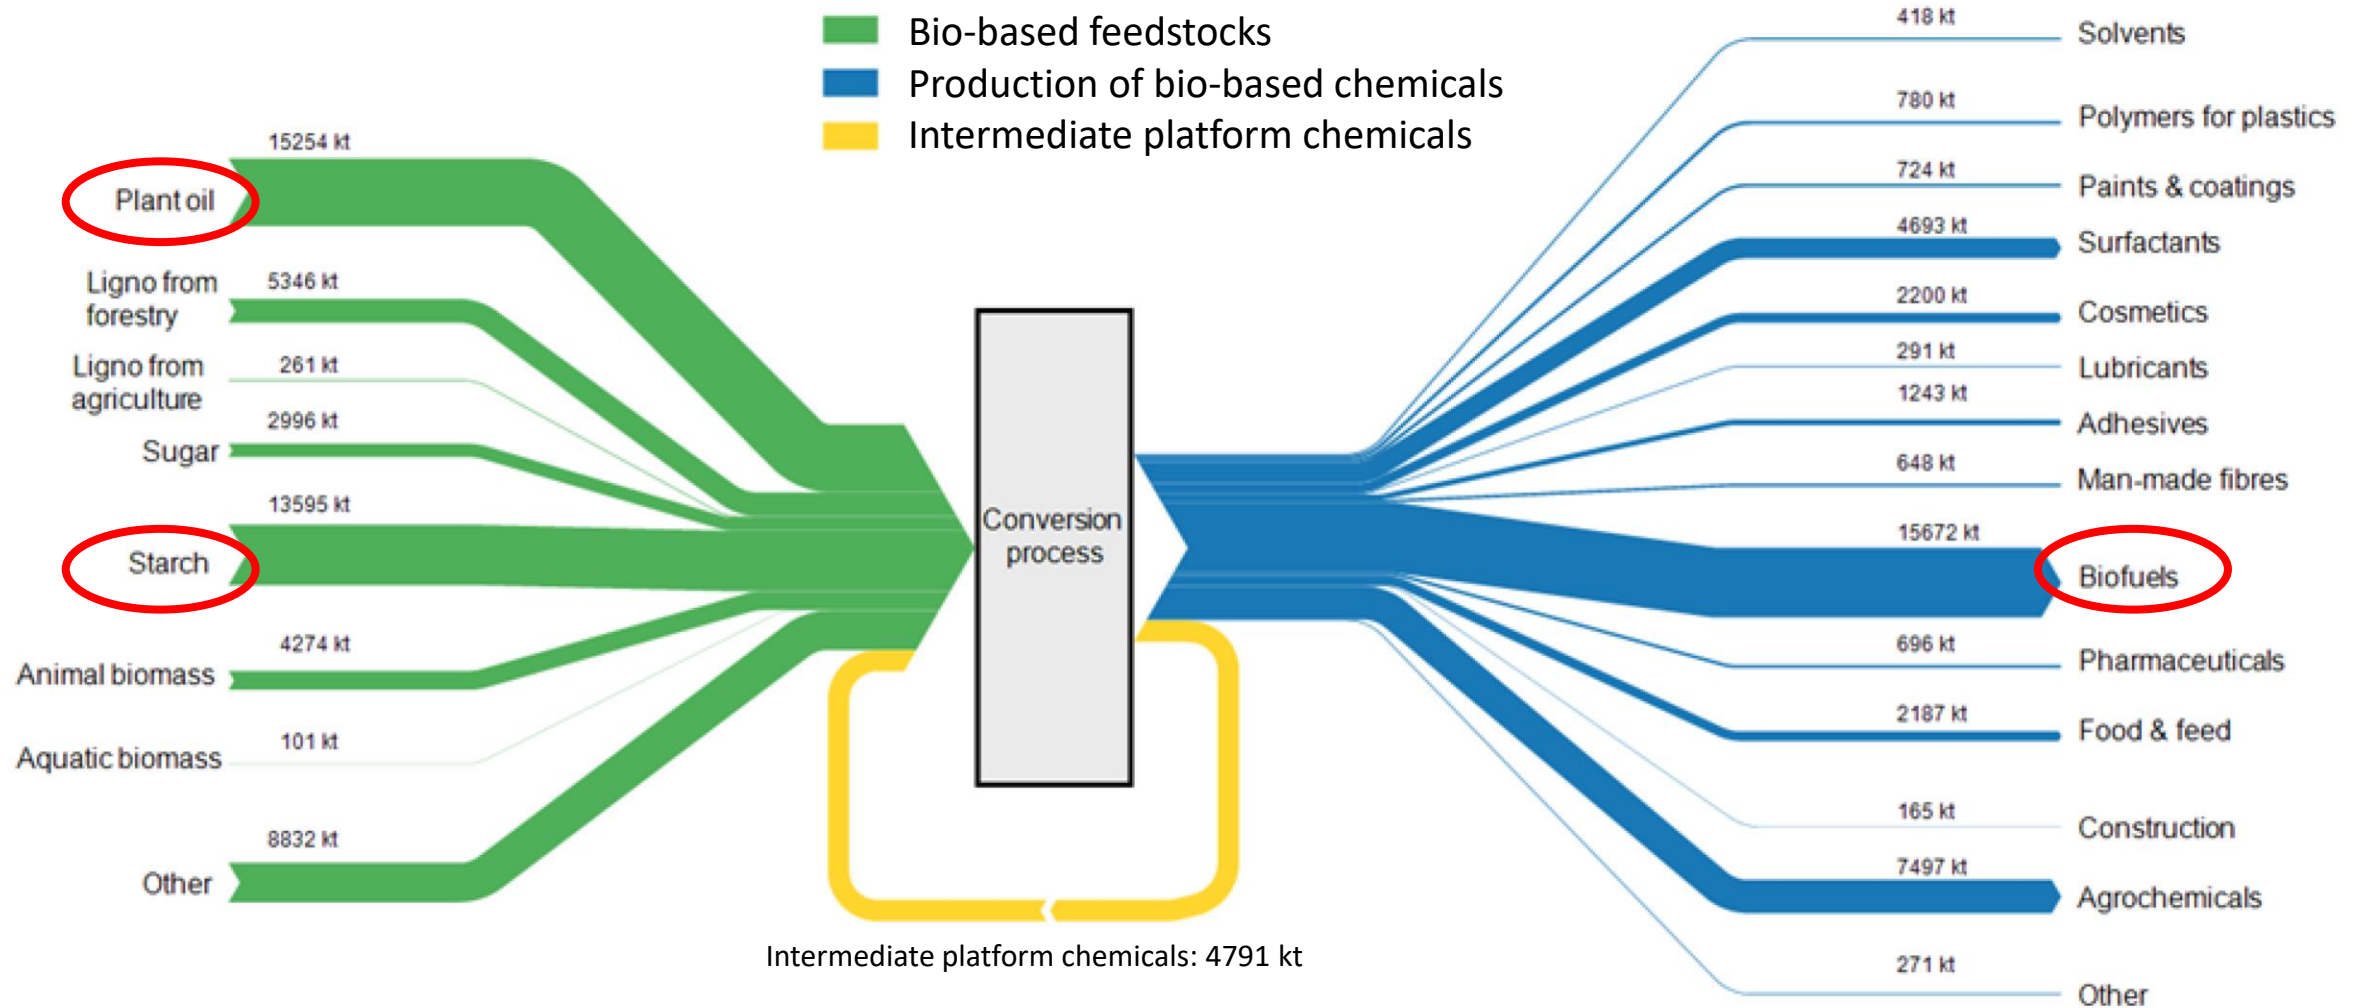 Bio-based feedstocks
Production of bio-based chemicals
Intermediate platform chemicals
15254 kt
Plant oil
5346 kt
Ligno from
forestry
261 kt
Ligno from
agriculture
2996 kt
Sugar
13595 kt
Starch
4274 kt
Animal biomass
101 kt
Aquatic biomass
8832 kt
Other
Conversion
process
Intermediate platform chemicals: 4791 kt
418 kt
Solvents
780 kt
Polymers for plastics
724 kt
Paints & coatings
4693 kt
Surfactants
2200 kt
Cosmetics
291 kt
Lubricants
1243 kt
Adhesives
648 kt
Man-made fibres
15672 kt
Biofuels
696 kt
Pharmaceuticals
2187 kt
Food & feed
165 kt
Construction
7497 kt
Agrochemicals
271 kt
Other